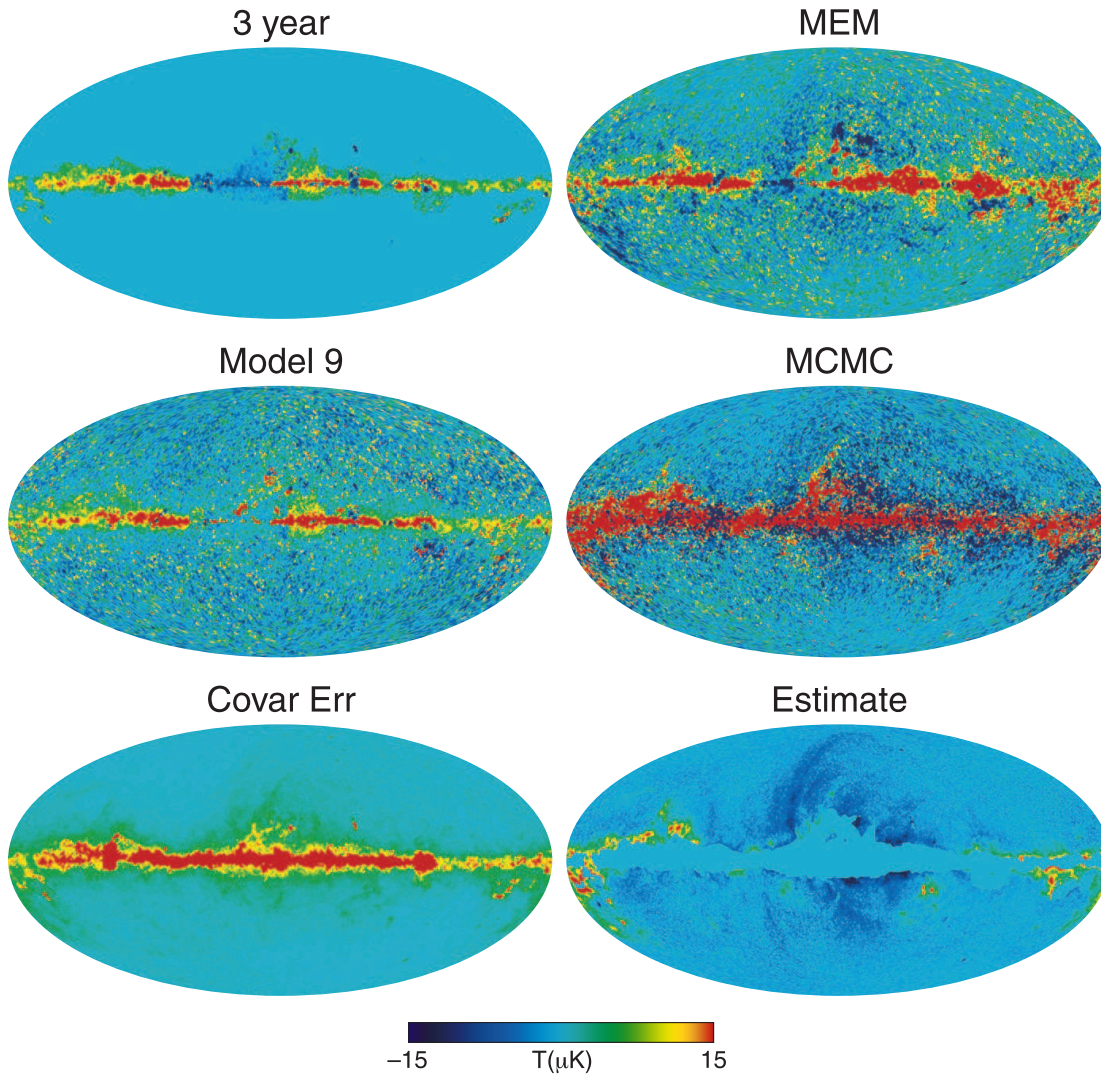 3 year
MEM
Model 9
MCMC
Covar Err
Estimate
−15 T(μK) 15